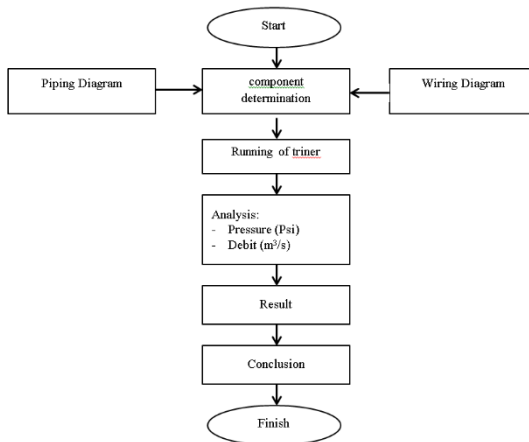 Start
Piping Diagram
component
determination
Wiring Diagram
Running of triner
Analysis:
- Pressure (Psi)
- Debit (m³/s)
Result
Conclusion
Finish